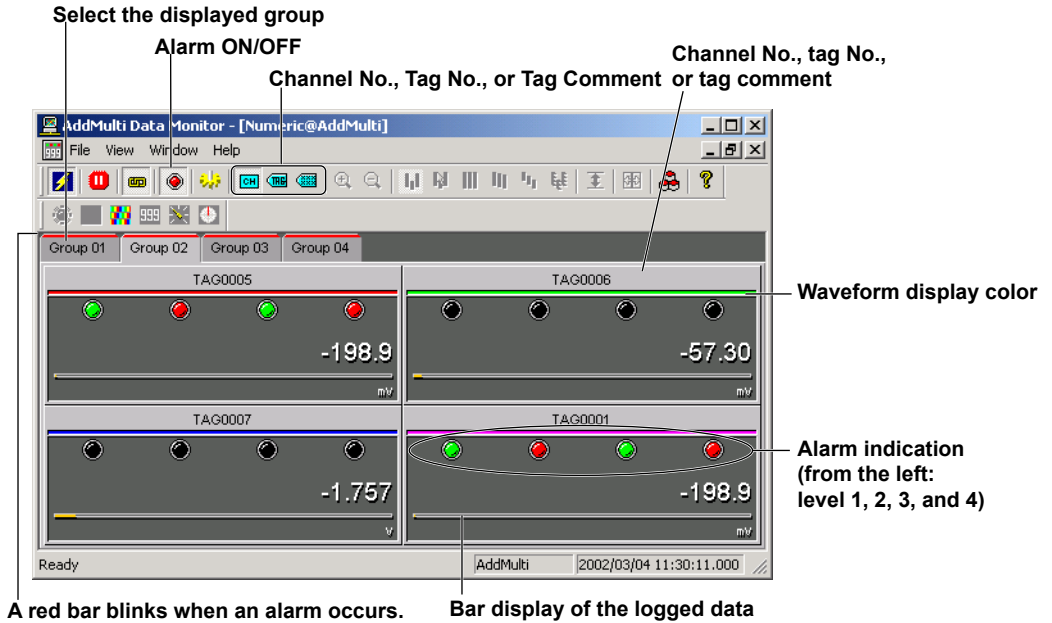 Select the displayed group
Alarm ON/OFF
Channel No., Tag No., or Tag Comment
Channel No., tag No.,
or tag comment
AddMulti Data Monitor - [Numeric@AddMulti]
File View Window Help
CH TAG
999
Group 01 Group 02 Group 03 Group 04
TAG0005 TAG0006
-198.9 -57.30
mV mV
TAG0007 TAG0001
-1.757 -198.9
V mV
Ready AddMulti 2002/03/04 11:30:11.000
Waveform display color
Alarm indication
(from the left:
level 1, 2, 3, and 4)
A red bar blinks when an alarm occurs.
Bar display of the logged data